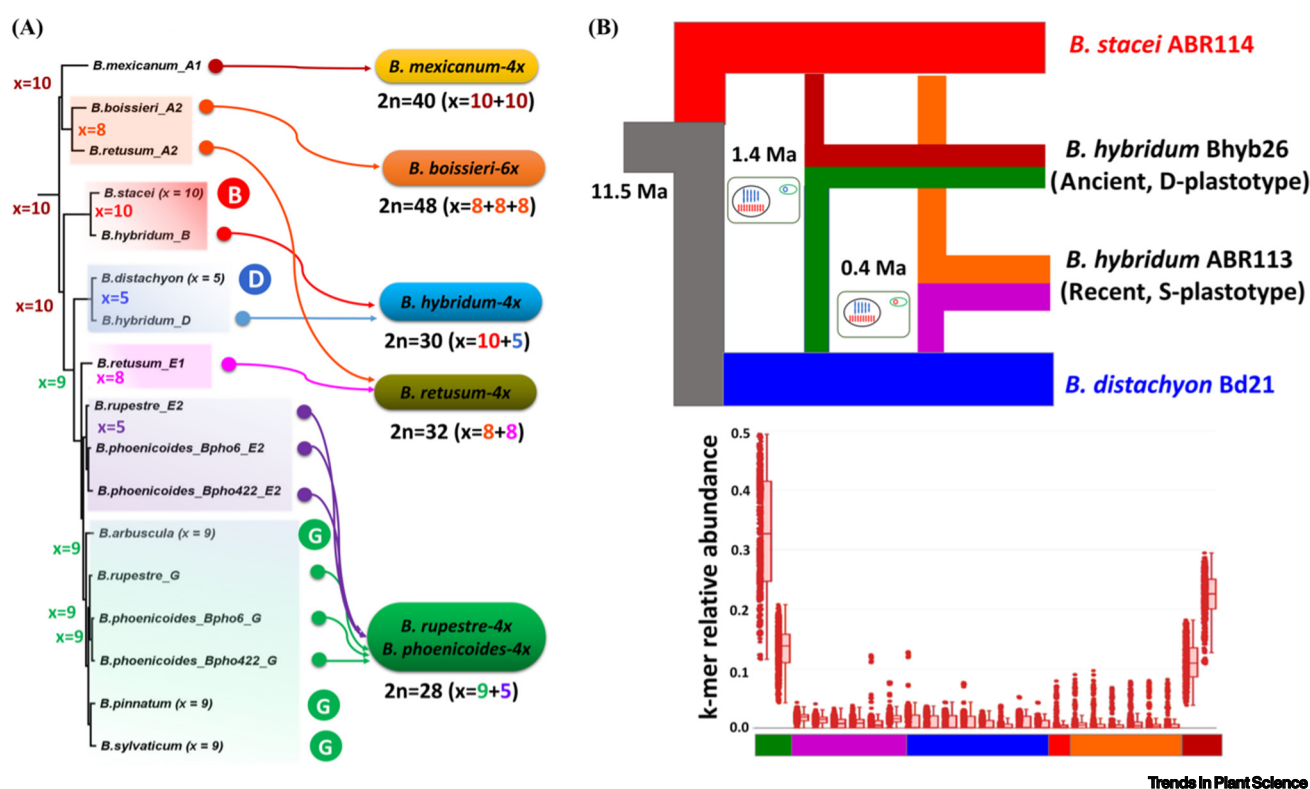 (A)
x=10
B.mexicanum_A1
B. mexicanum-4x
2n=40 (x=10+10)
B.boissieri_A2
x=8
B.retusum_A2
B. boissieri-6x
2n=48 (x=8+8+8)
x=10
B.stacei (x = 10)
x=10
B
B.hybridum_B
B.distachyon (x = 5)
x=5
D
B.hybridum_D
x=10
B. hybridum-4x
2n=30 (x=10+5)
B.retusum_E1
x=8
x=9
B. retusum-4x
2n=32 (x=8+8)
B.rupestre_E2
x=5
B.phoenicoides_Bpho6_E2
B.phoenicoides_Bpho422_E2
B.arbuscula (x = 9)
G
x=9
B.rupestre_G
x=9
B.phoenicoides_Bpho6_G
x=9
B.phoenicoides_Bpho422_G
B. rupestre-4x
B. phoenicoides-4x
2n=28 (x=9+5)
B.pinnatum (x = 9)
G
B.sylvaticum (x = 9)
G
(B)
B. stacei ABR114
1.4 Ma
B. hybridum Bhyb26
(Ancient, D-plastotype)
11.5 Ma
0.4 Ma
B. hybridum ABR113
(Recent, S-plastotype)
B. distachyon Bd21
k-mer relative abundance
0.5
0.4
0.3
0.2
0.1
0.0
Trends in Plant Science